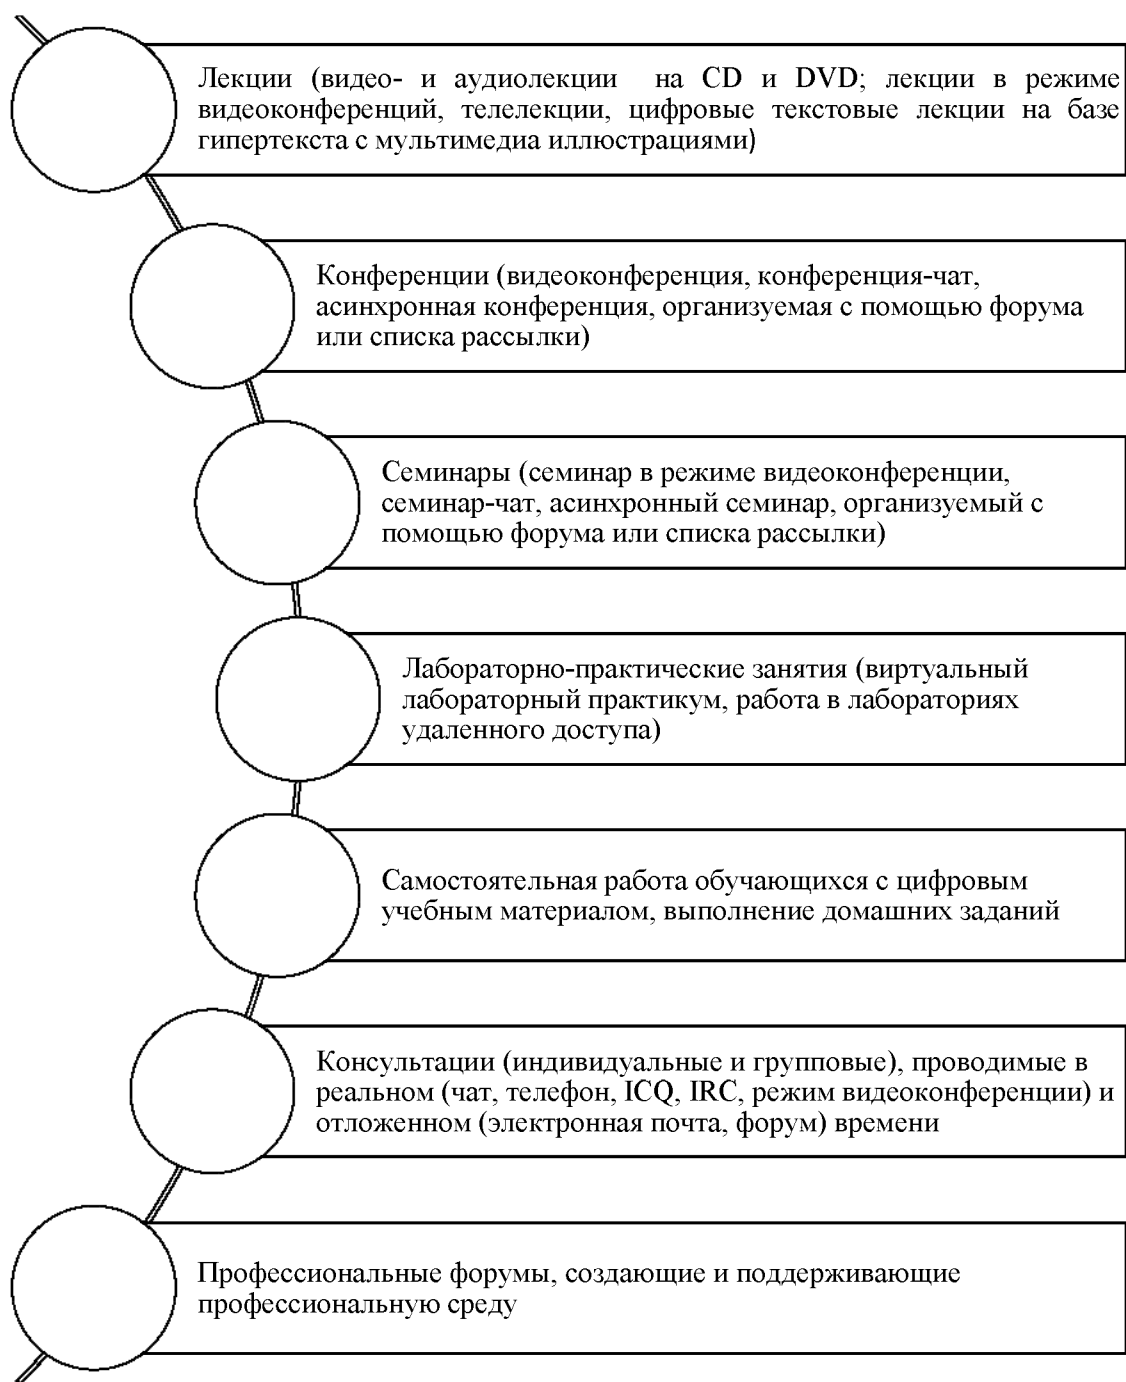 Лекции (видео- и аудиолекции на CD и DVD; лекции в режиме
видеоконференций, телелекции, цифровые текстовые лекции на базе
гипертекста с мультимедиа иллюстрациями)
Конференции (видеоконференция, конференция-чат,
асинхронная конференция, организуемая с помощью форума
или списка рассылки)
Семинары (семинар в режиме видеоконференции,
семинар-чат, асинхронный семинар, организуемый с
помощью форума или списка рассылки)
Лабораторно-практические занятия (виртуальный
лабораторный практикум, работа в лабораториях
удаленного доступа)
Самостоятельная работа обучающихся с цифровым
учебным материалом, выполнение домашних заданий
Консультации (индивидуальные и групповые), проводимые в
реальном (чат, телефон, ICQ, IRC, режим видеоконференции) и
отложенном (электронная почта, форум) времени
Профессиональные форумы, создающие и поддерживающие
профессиональную среду